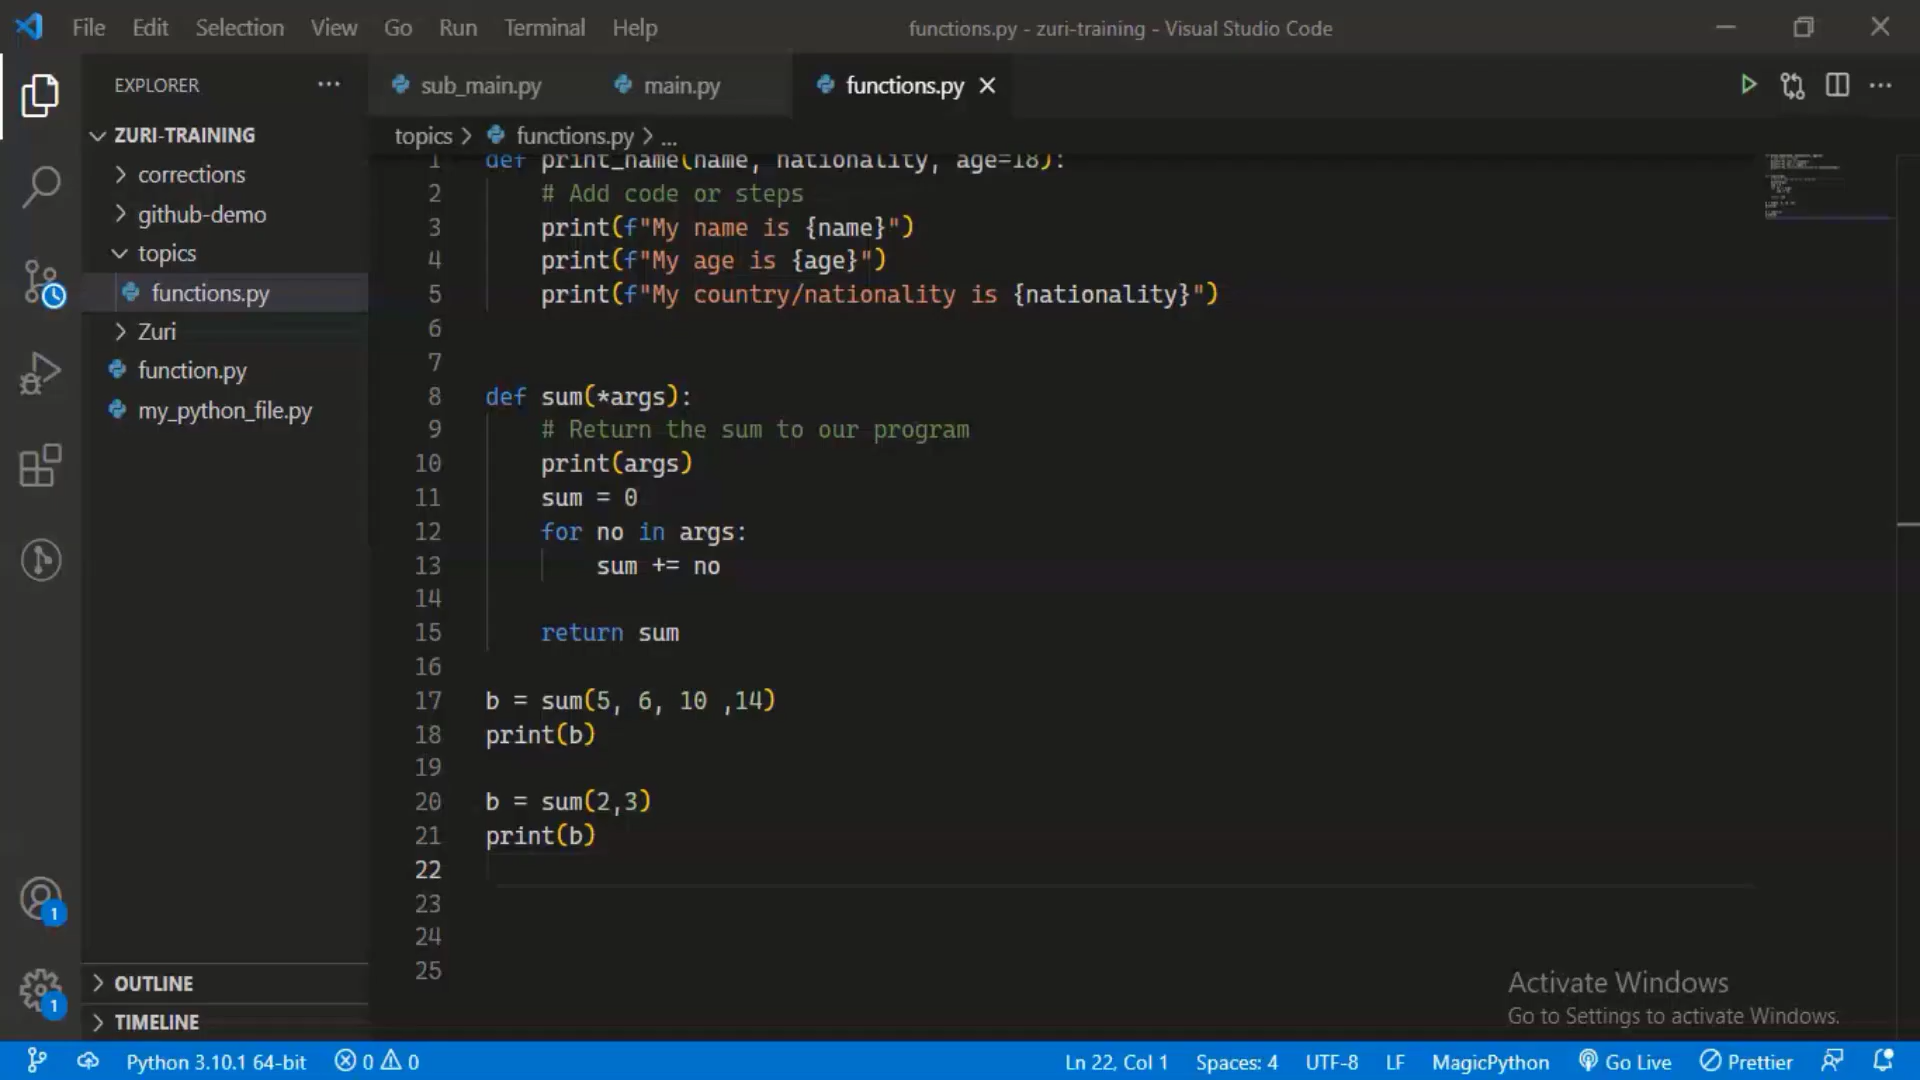 File Edit Selection View Go Run Terminal Help
functions.py - zuri-training - Visual Studio Code
EXPLORER
sub_main.py
main.py
functions.py
ZURI-TRAINING
corrections
github-demo
topics
functions.py
Zuri
function.py
my_python_file.py
OUTLINE
TIMELINE
topics > functions.py > ...
1 def print_name(name, nationality, age=18):
2 # Add code or steps
3 print(f"My name is {name}")
4 print(f"My age is {age}")
5 print(f"My country/nationality is {nationality}")
6
7
8 def sum(*args):
9 # Return the sum to our program
10 print(args)
11 sum = 0
12 for no in args:
13 sum += no
14
15 return sum
16
17 b = sum(5, 6, 10 ,14)
18 print(b)
19
20 b = sum(2,3)
21 print(b)
22
23
24
25
Activate Windows
Go to Settings to activate Windows.
1
1
Python 3.10.1 64-bit 0 0 Ln 22, Col 1 Spaces: 4 UTF-8 LF MagicPython Go Live Prettier